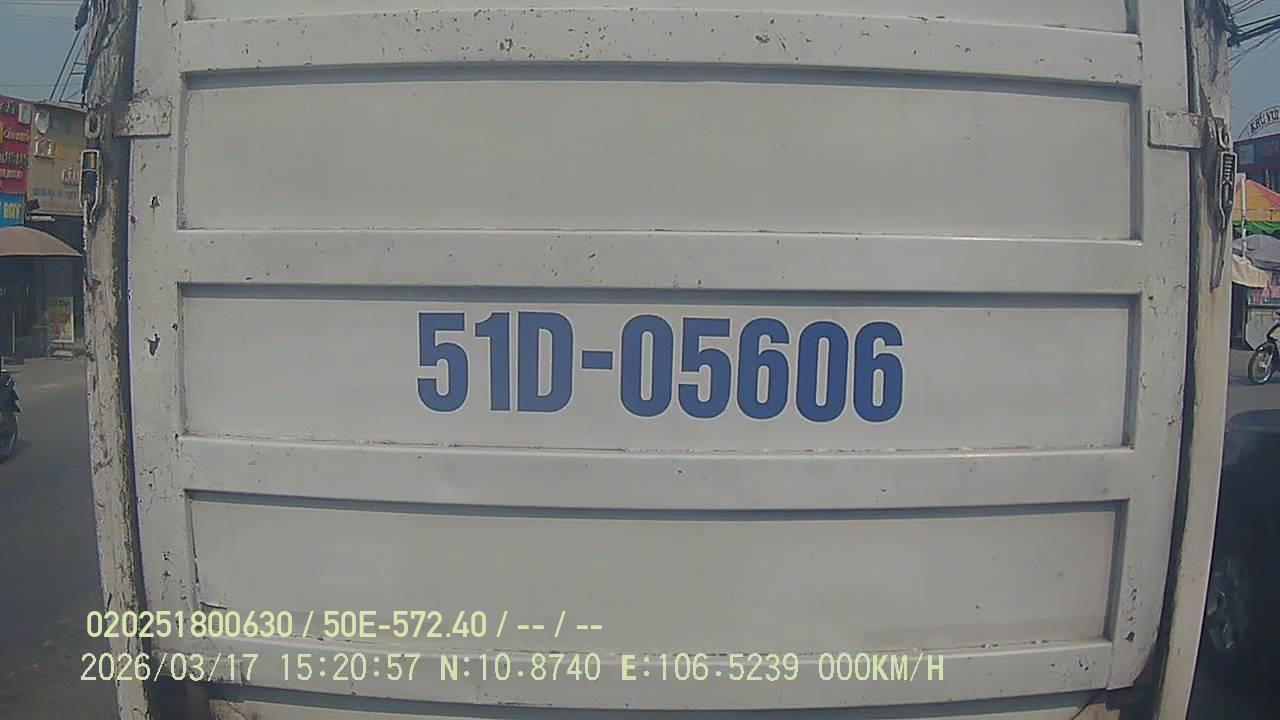 51D-05606
020251800630 / 50E-572.40 / -- / --
2026/03/17 15:20:57 N:10.8740 E:106.5239 000KM/H